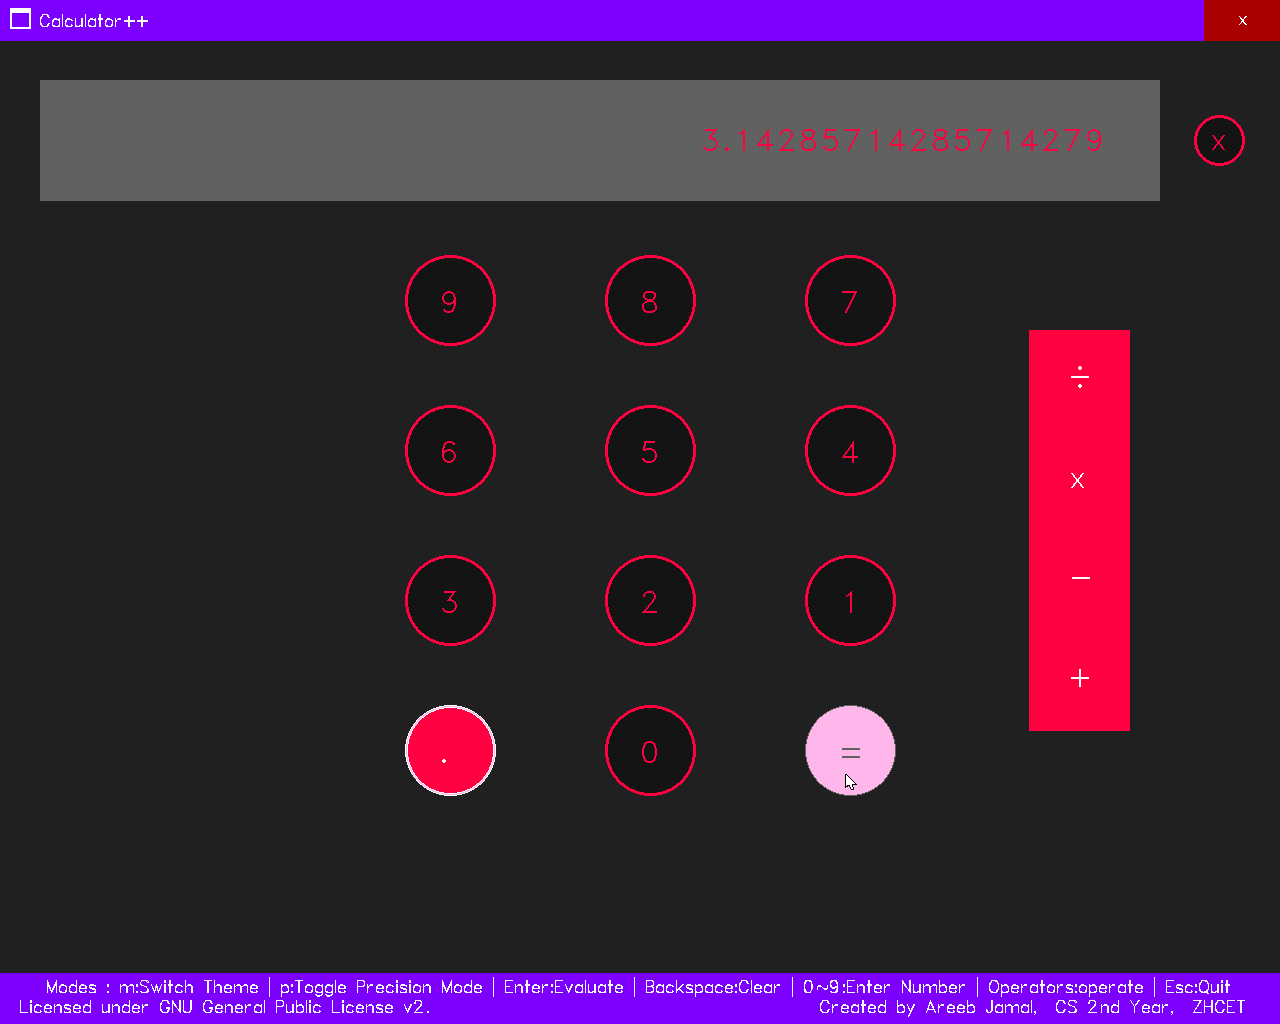 Calculator++ x
3.14285714285714279 x
9 8 7
÷
6 5 4
x
−
3 2 1
+
. 0 =
Modes : m:Switch Theme | p:Toggle Precision Mode | Enter:Evaluate | Backspace:Clear | 0~9:Enter Number | Operators:operate | Esc:Quit
Licensed under GNU General Public License v2. Created by Areeb Jamal, CS 2nd Year, ZHCET